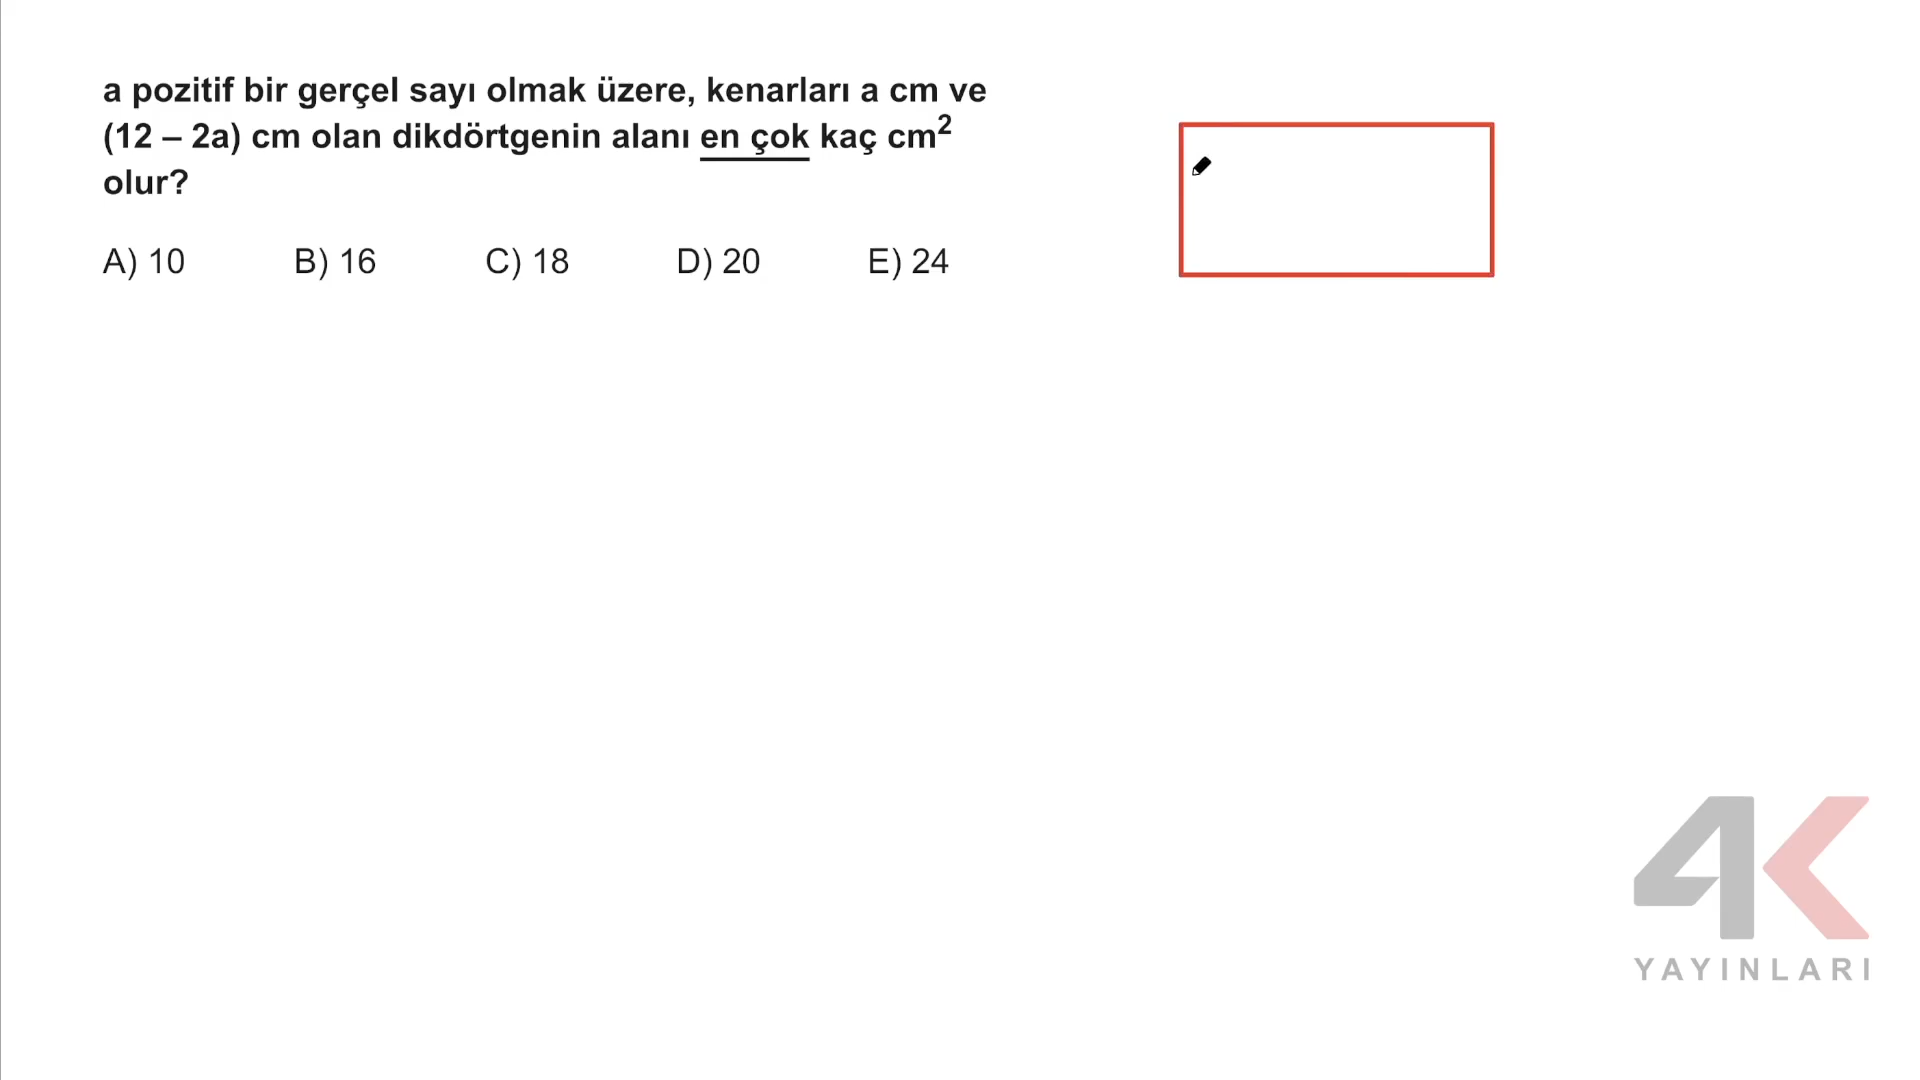 a pozitif bir gerçel sayı olmak üzere, kenarları a cm ve
(12 – 2a) cm olan dikdörtgenin alanı en çok kaç cm²
olur?
A) 10 B) 16 C) 18 D) 20 E) 24
4K
YAYINLARI